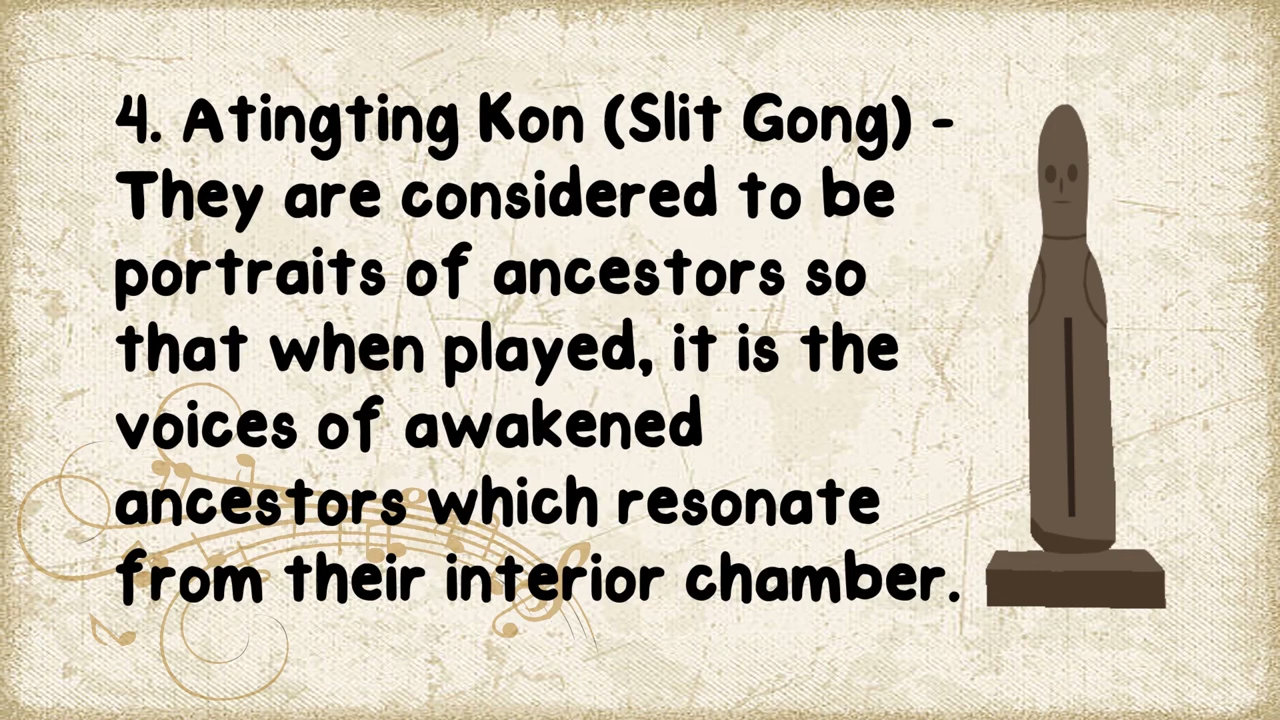 4. Atingting Kon (Slit Gong) -
They are considered to be
portraits of ancestors so
that when played, it is the
voices of awakened
ancestors which resonate
from their interior chamber.